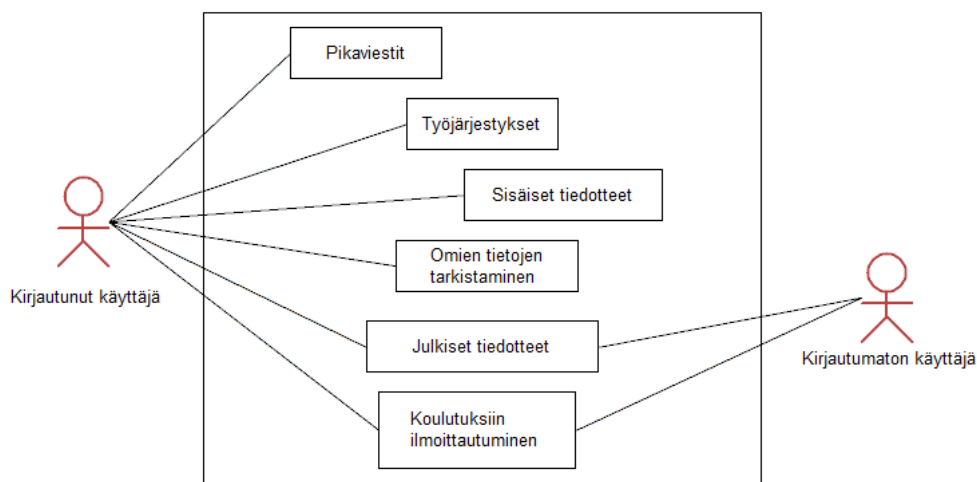 Pikaviestit
Työjärjestykset
Sisäiset tiedotteet
Omien tietojen
tarkistaminen
Kirjautunut käyttäjä
Julkiset tiedotteet
Kirjautumaton käyttäjä
Koulutuksiin
ilmoittautuminen